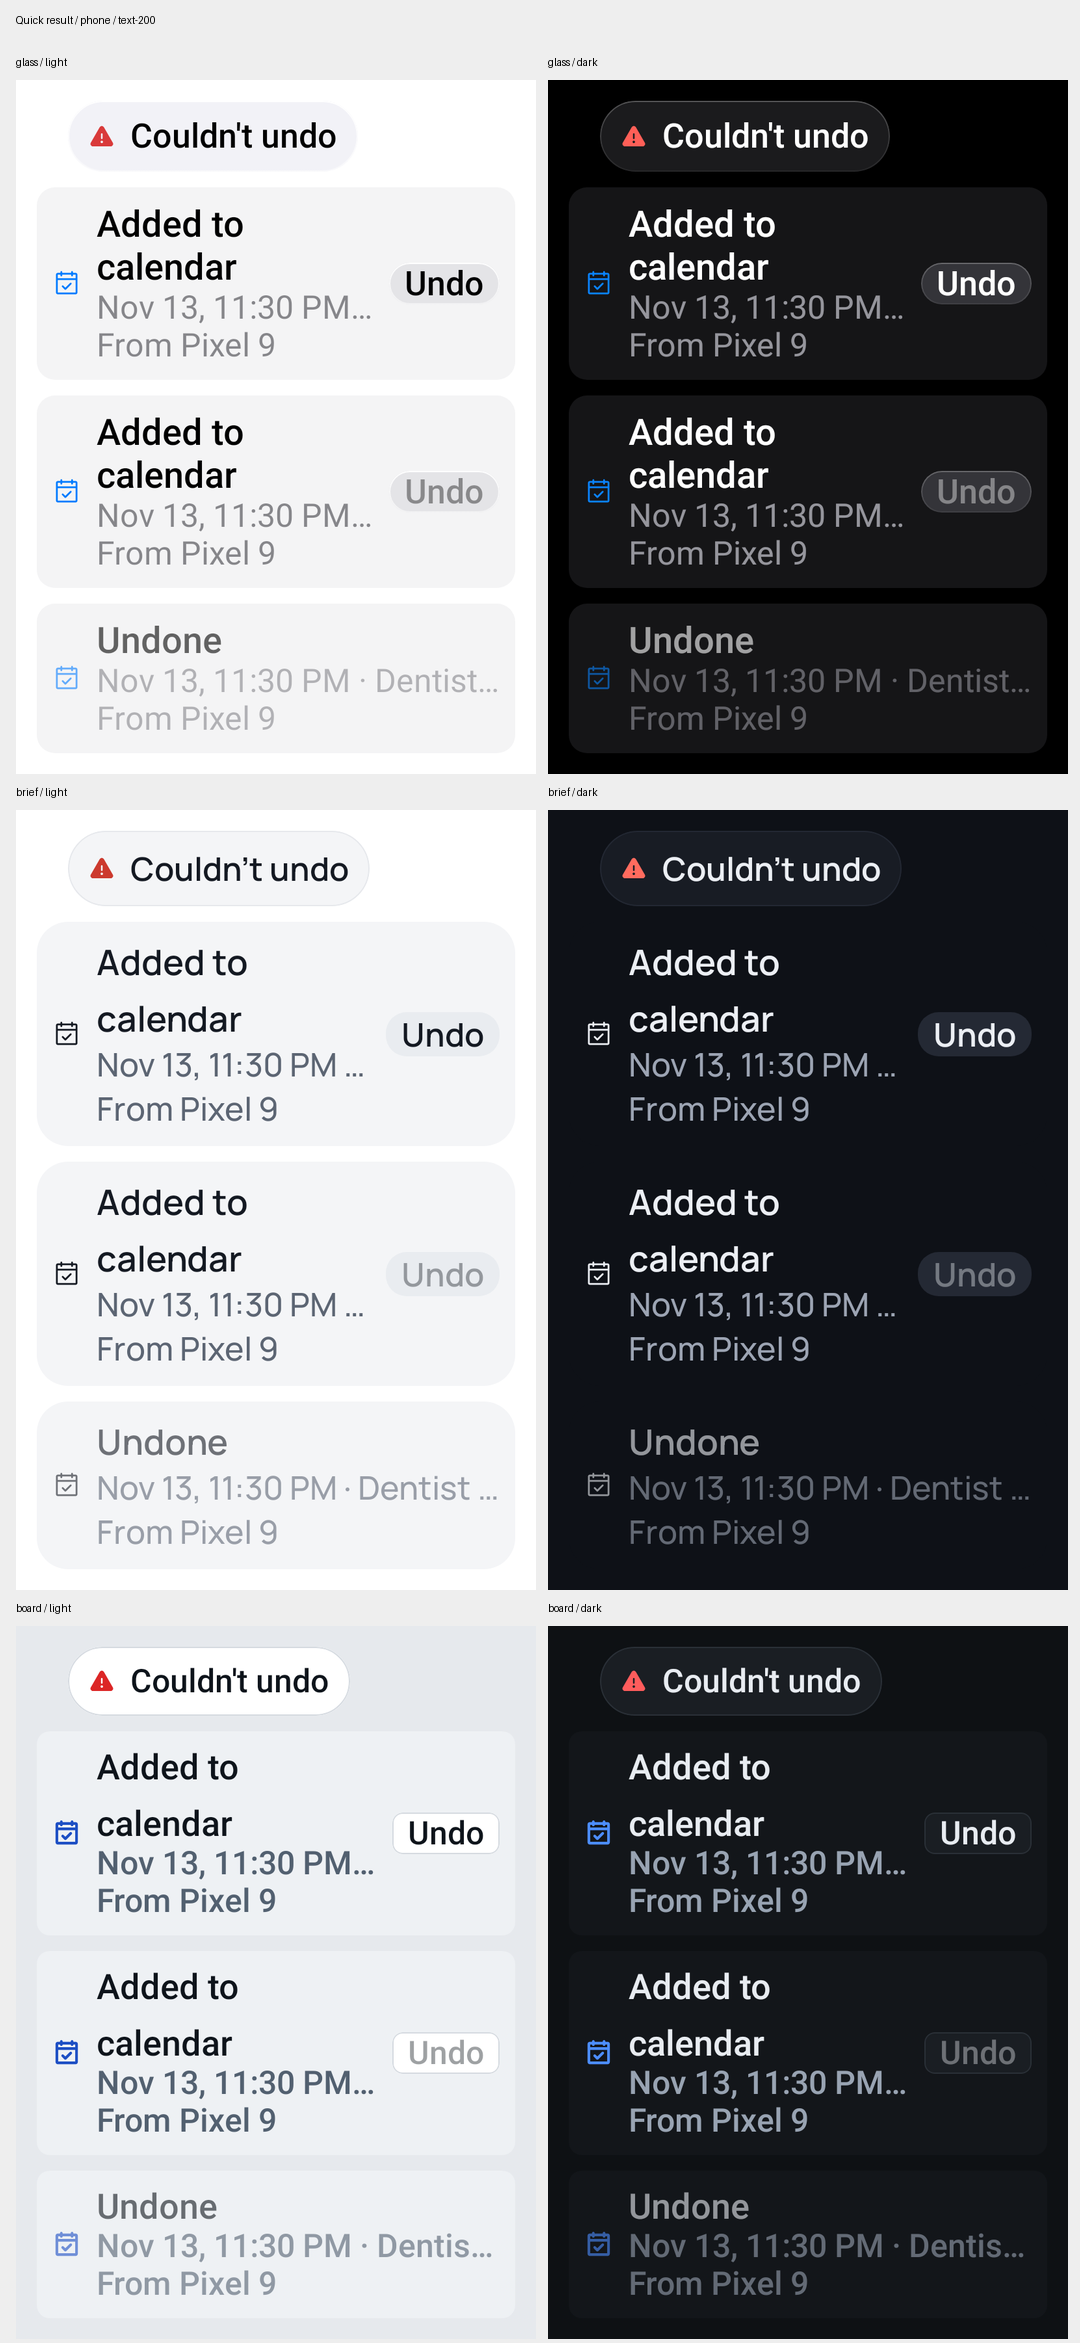 Quick result / phone / text-200
glass / light
Couldn't undo
Added to
calendar
Nov 13, 11:30 PM...
From Pixel 9
Undo
Added to
calendar
Nov 13, 11:30 PM...
From Pixel 9
Undo
Undone
Nov 13, 11:30 PM · Dentist...
From Pixel 9
glass / dark
Couldn't undo
Added to
calendar
Nov 13, 11:30 PM...
From Pixel 9
Undo
Added to
calendar
Nov 13, 11:30 PM...
From Pixel 9
Undo
Undone
Nov 13, 11:30 PM · Dentist...
From Pixel 9
brief / light
Couldn’t undo
Added to
calendar
Nov 13, 11:30 PM ...
From Pixel 9
Undo
Added to
calendar
Nov 13, 11:30 PM ...
From Pixel 9
Undo
Undone
Nov 13, 11:30 PM · Dentist ...
From Pixel 9
brief / dark
Couldn’t undo
Added to
calendar
Nov 13, 11:30 PM ...
From Pixel 9
Undo
Added to
calendar
Nov 13, 11:30 PM ...
From Pixel 9
Undo
Undone
Nov 13, 11:30 PM · Dentist ...
From Pixel 9
board / light
Couldn't undo
Added to
calendar
Nov 13, 11:30 PM...
From Pixel 9
Undo
Added to
calendar
Nov 13, 11:30 PM...
From Pixel 9
Undo
Undone
Nov 13, 11:30 PM · Dentis...
From Pixel 9
board / dark
Couldn't undo
Added to
calendar
Nov 13, 11:30 PM...
From Pixel 9
Undo
Added to
calendar
Nov 13, 11:30 PM...
From Pixel 9
Undo
Undone
Nov 13, 11:30 PM · Dentis...
From Pixel 9